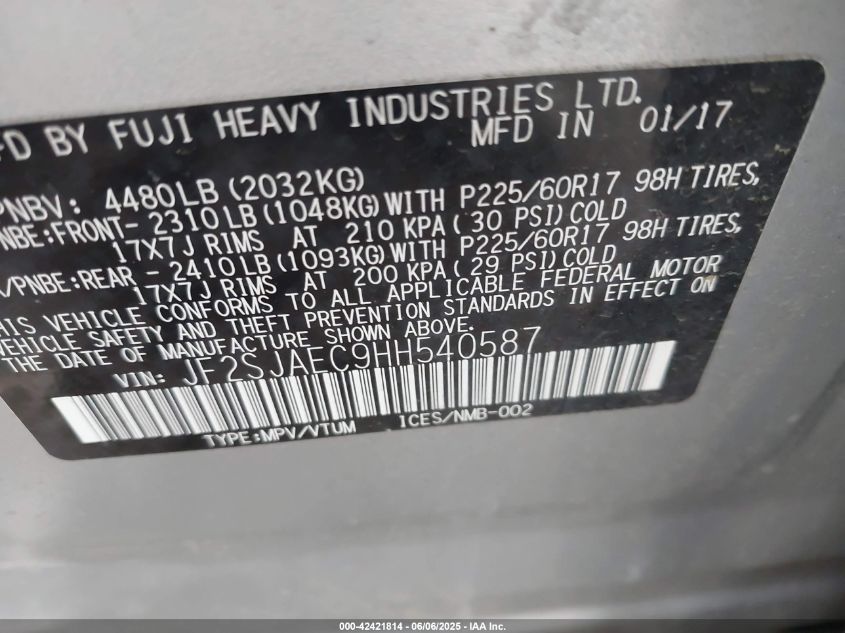 FD BY FUJI HEAVY INDUSTRIES LTD.
MFD IN 01/17
PNBV: 4480LB (2032KG)
NBE:FRONT- 2310LB (1048KG) WITH P225/60R17 98H TIRES,
17X7J RIMS AT 210 KPA( 30 PSI)COLD
/PNBE:REAR - 2410LB (1093KG) WITH P225/60R17 98H TIRES,
17X7J RIMS AT 200 KPA( 29 PSI)COLD
HIS VEHICLE CONFORMS TO ALL APPLICABLE FEDERAL MOTOR
VEHICLE SAFETY AND THEFT PREVENTION STANDARDS IN EFFECT ON
THE DATE OF MANUFACTURE SHOWN ABOVE.
VIN: JF2SJAEC9HH540587
TYPE:MPV/VTUM ICES/NMB-002
000-42421814 - 06/06/2025 - IAA Inc.